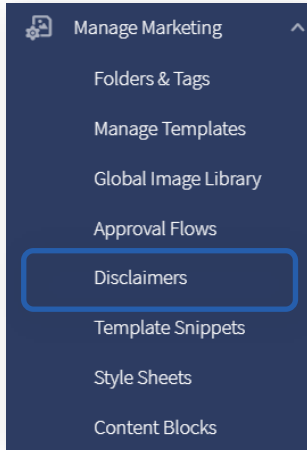 Manage Marketing
Folders & Tags
Manage Templates
Global Image Library
Approval Flows
Disclaimers
Template Snippets
Style Sheets
Content Blocks